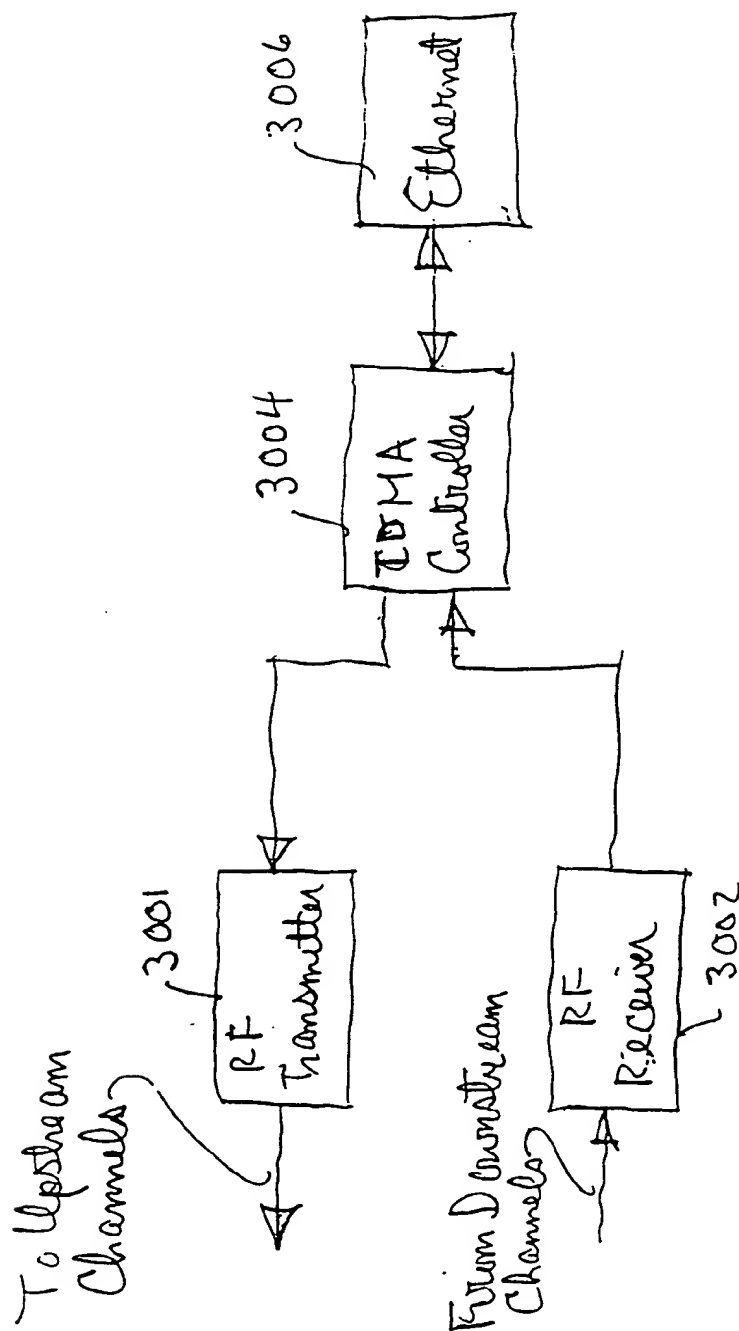 To Upstream
Channels
3001
RF
Transmitter
From Downstream
Channels
RF
Receiver
3002
3004
TDMA
Controller
3006
Ethernet